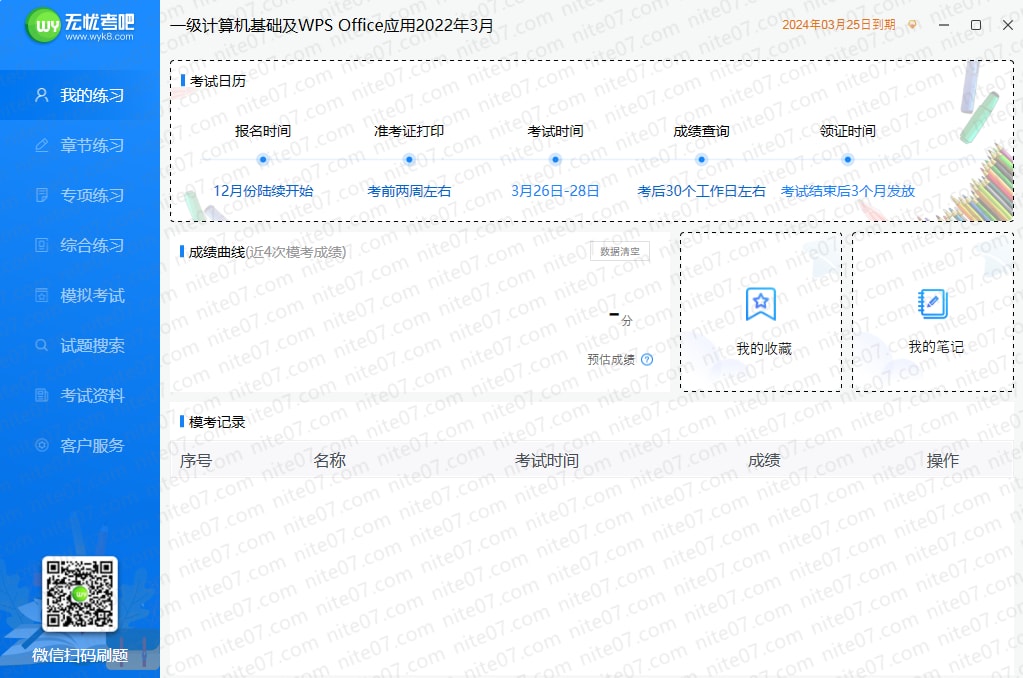 无忧考吧
www.wyk8.com
一级计算机基础及WPS Office应用2022年3月
2024年03月25日到期
我的练习
章节练习
专项练习
综合练习
模拟考试
试题搜索
考试资料
客户服务
微信扫码刷题
考试日历
报名时间 准考证打印 考试时间 成绩查询 领证时间
12月份陆续开始 考前两周左右 3月26日-28日 考后30个工作日左右 考试结束后3个月发放
成绩曲线(近4次模考成绩)
数据清空
-分
预估成绩 ?
我的收藏
我的笔记
模考记录
序号 名称 考试时间 成绩 操作
nite07.com